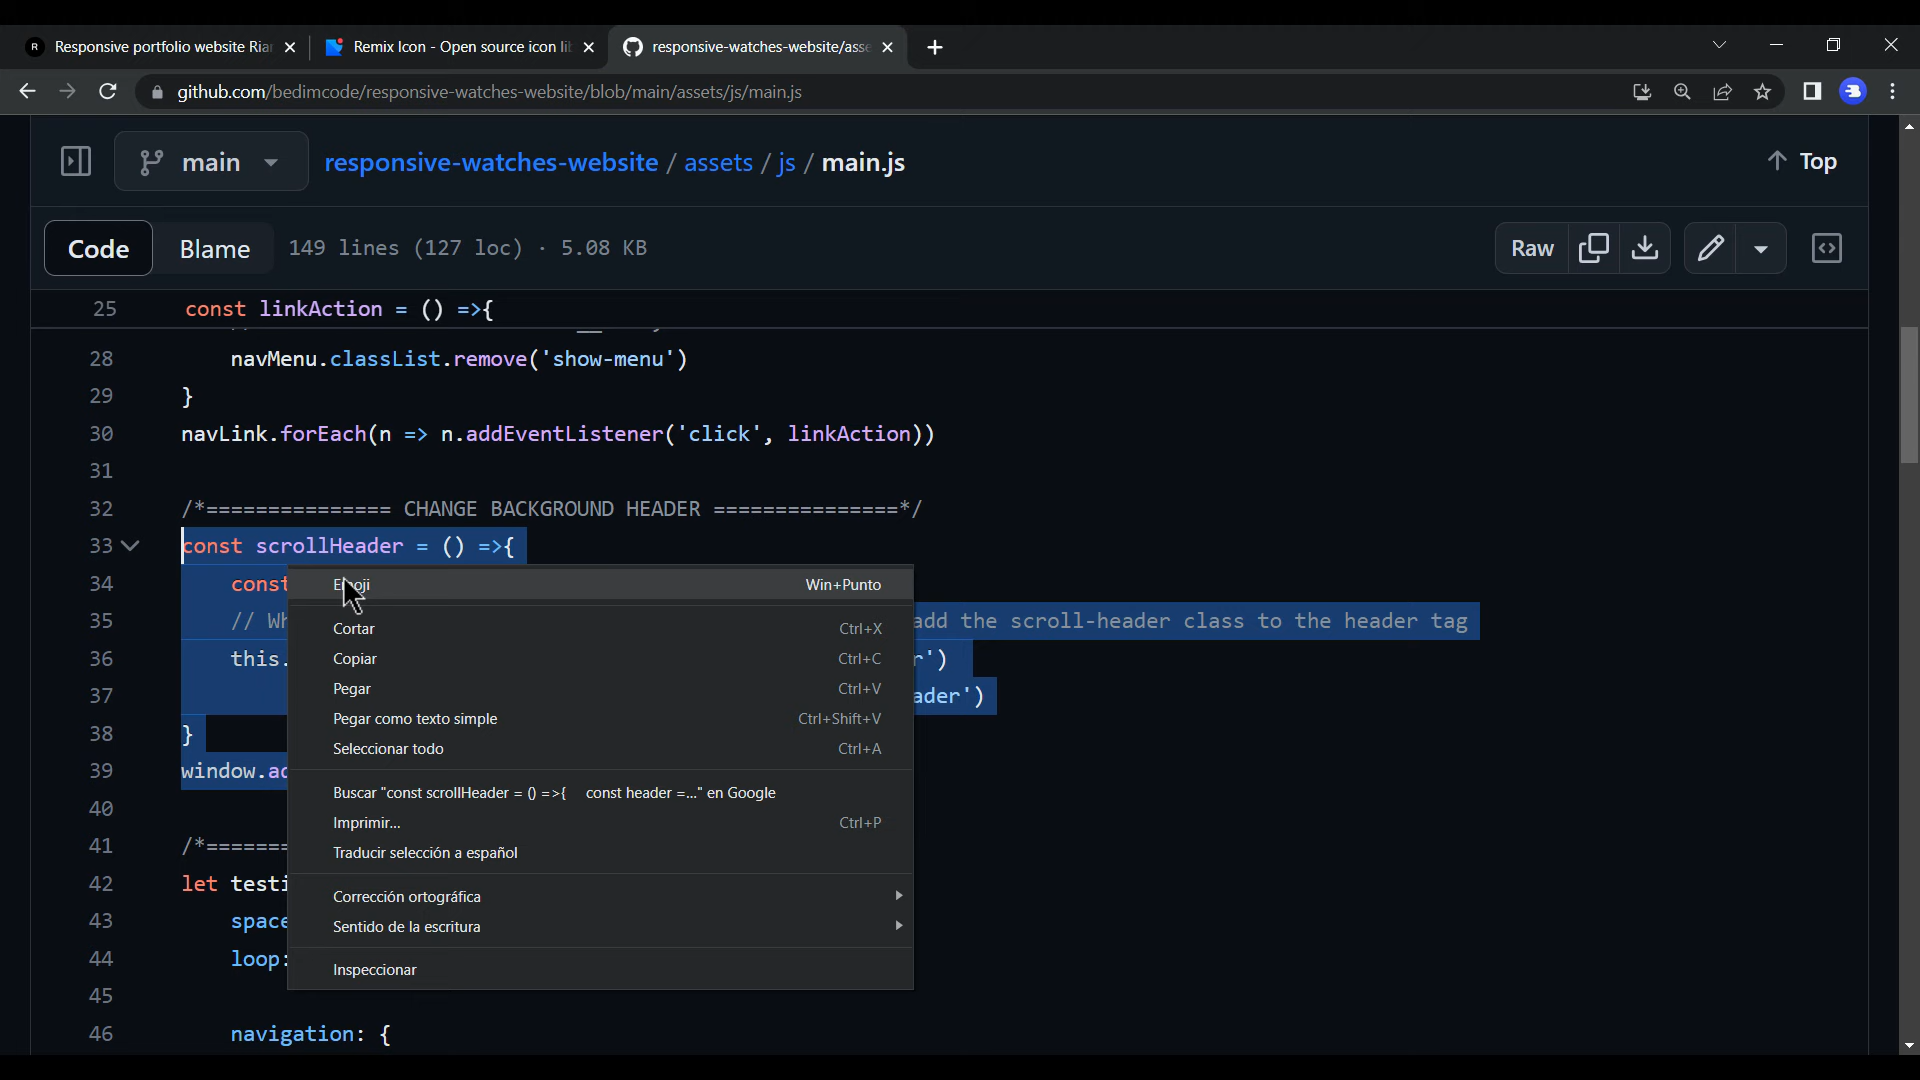 R Responsive portfolio website Ria
Remix Icon - Open source icon li
responsive-watches-website/asse
github.com/bedimcode/responsive-watches-website/blob/main/assets/js/main.js
main
responsive-watches-website / assets / js / main.js
Top
Code Blame 149 lines (127 loc) · 5.08 KB
Raw
25 const linkAction = () =>{
28 navMenu.classList.remove('show-menu')
29 }
30 navLink.forEach(n => n.addEventListener('click', linkAction))
31
32 /*=============== CHANGE BACKGROUND HEADER ===============*/
33 const scrollHeader = () =>{
34 const
35 // Wh add the scroll-header class to the header tag
36 this. r')
37 ader')
38 }
39 window.ad
40
41 /*======
42 let testi
43 space
44 loop:
45
46 navigation: {
Emoji Win+Punto
Cortar Ctrl+X
Copiar Ctrl+C
Pegar Ctrl+V
Pegar como texto simple Ctrl+Shift+V
Seleccionar todo Ctrl+A
Buscar "const scrollHeader = () =>{ const header =..." en Google
Imprimir... Ctrl+P
Traducir selección a español
Corrección ortográfica
Sentido de la escritura
Inspeccionar